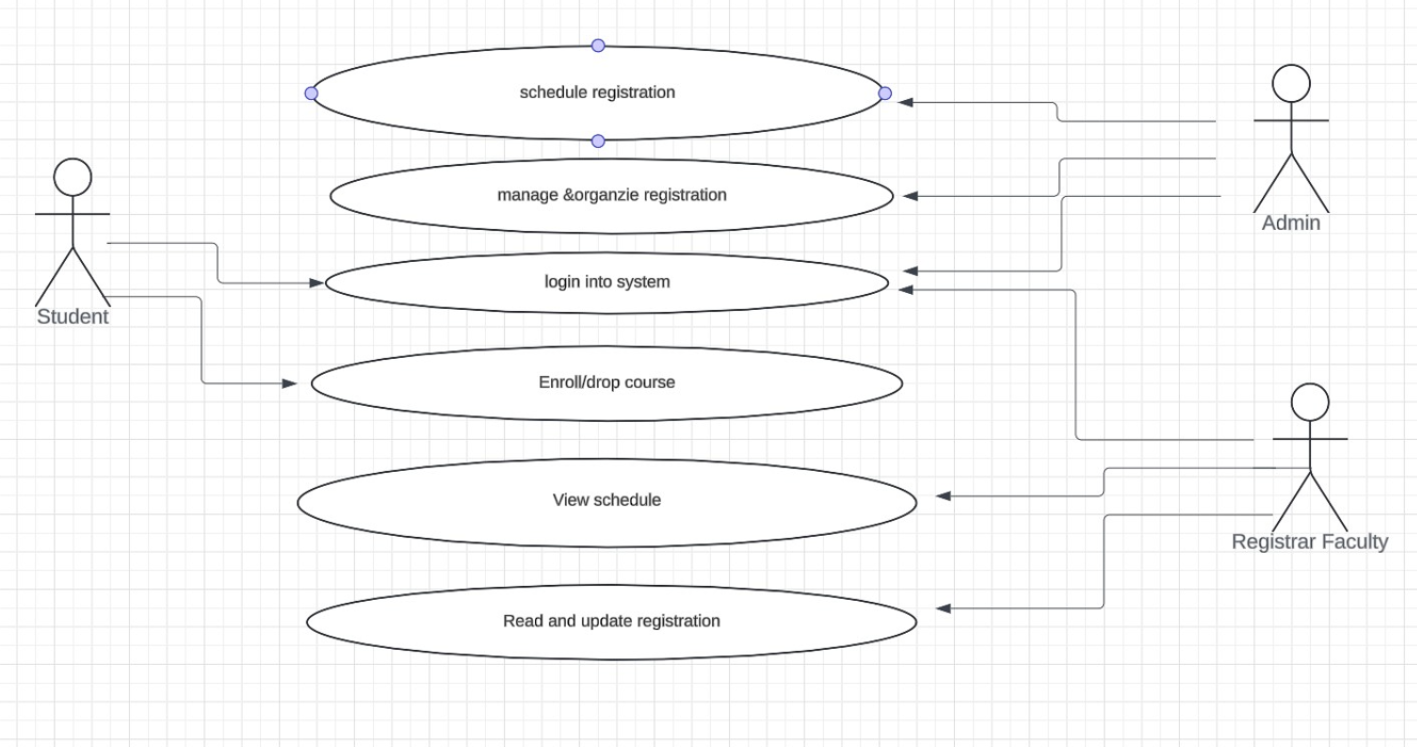 schedule registration
Admin
manage &organzie registration
login into system
Student
Enroll/drop course
View schedule
Registrar Faculty
Read and update registration